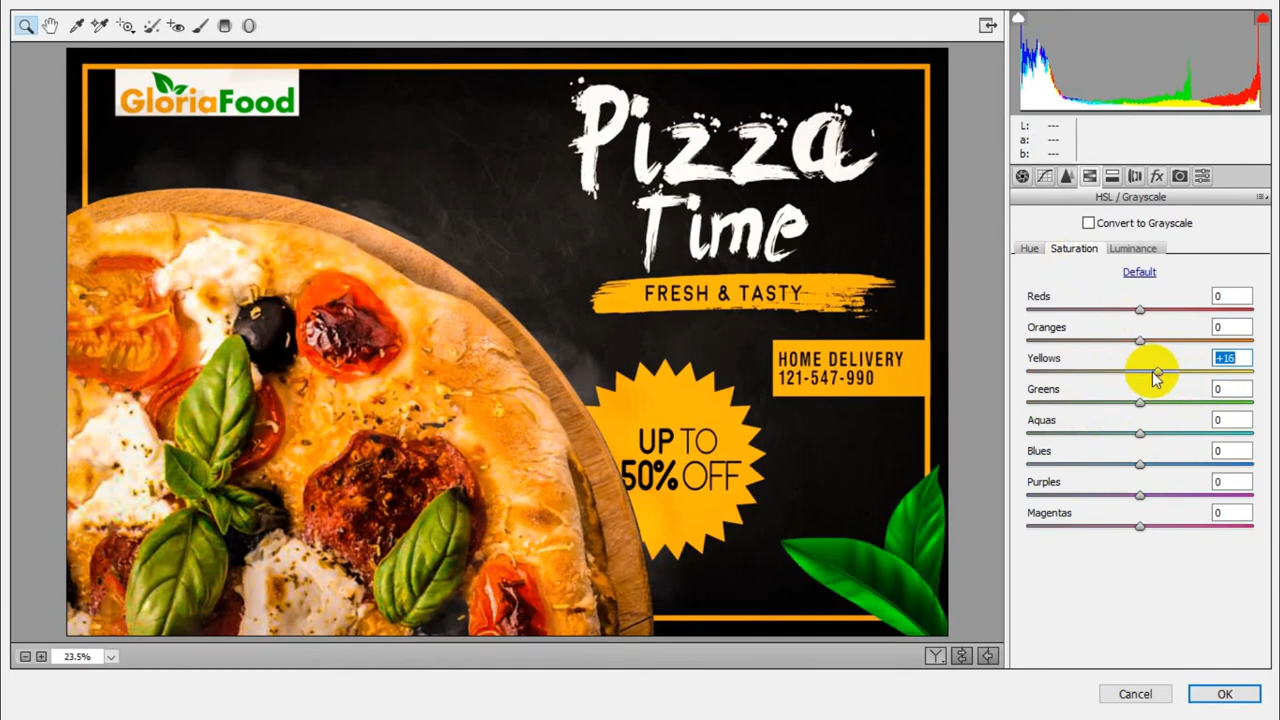 GloriaFood
Pizza
Time
FRESH & TASTY
HOME DELIVERY
121-547-990
UP TO
50% OFF
23.5%
L: ---
a: ---
b: ---
fx
HSL / Grayscale
Convert to Grayscale
Hue Saturation Luminance
Default
Reds 0
Oranges 0
Yellows +16
Greens 0
Aquas 0
Blues 0
Purples 0
Magentas 0
Cancel OK